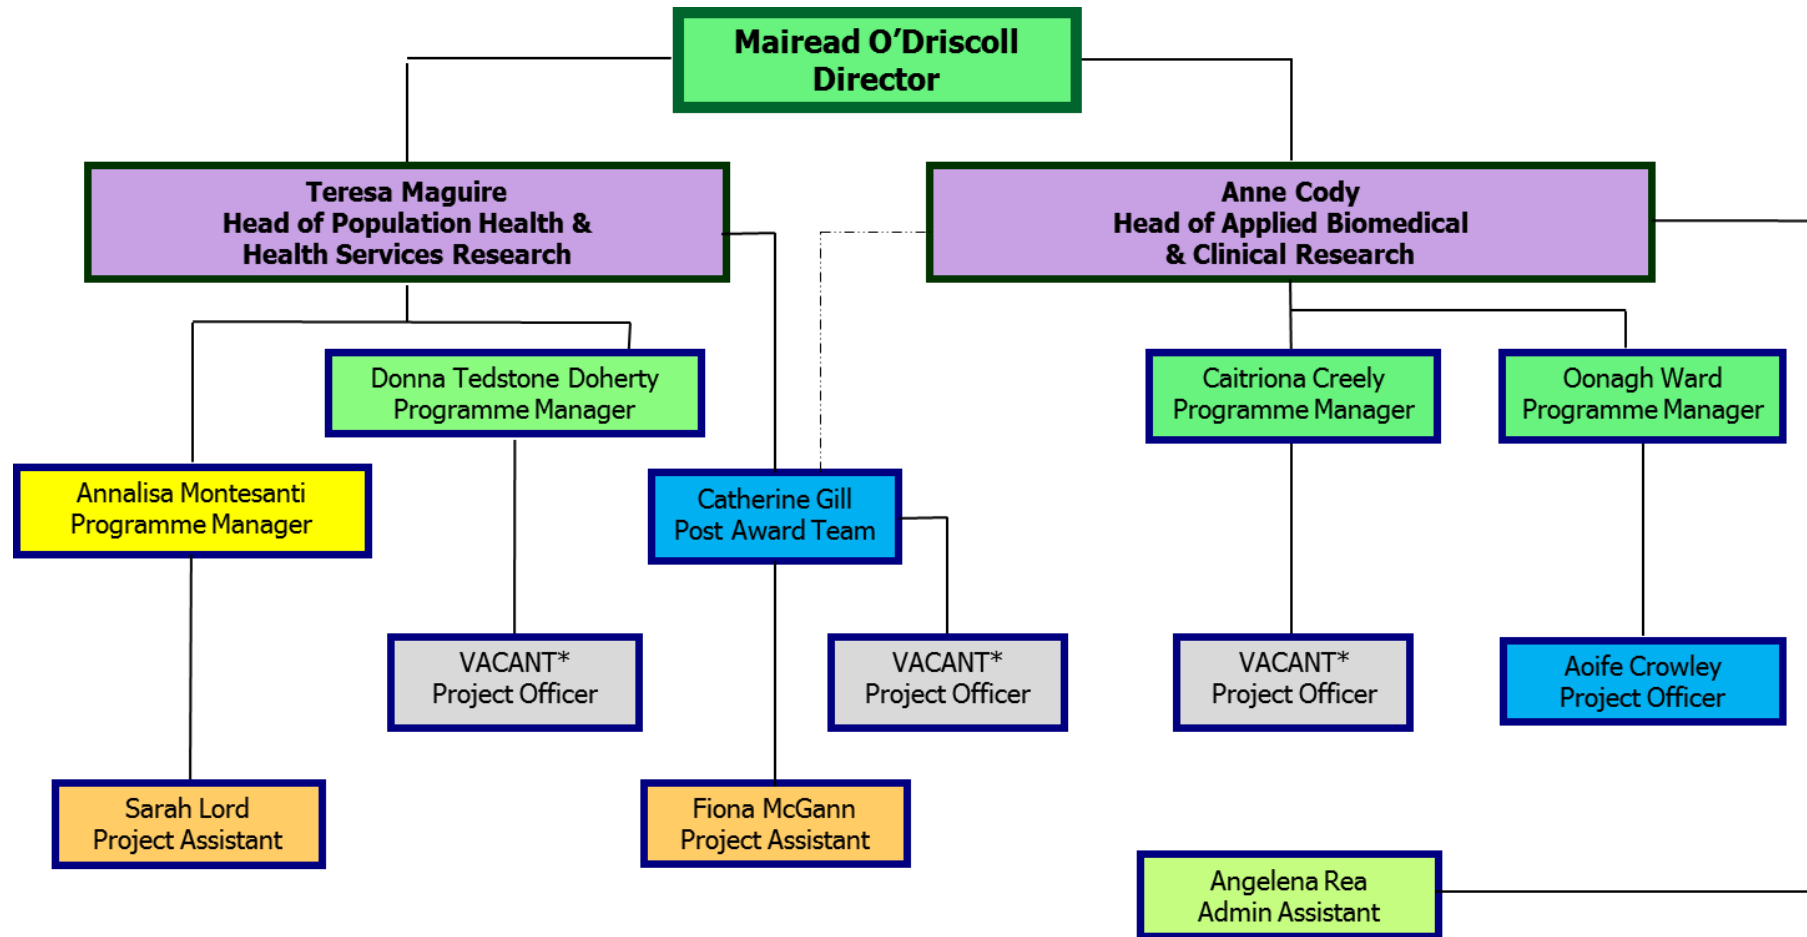 Mairead O’Driscoll
Director
Teresa Maguire
Head of Population Health &
Health Services Research
Anne Cody
Head of Applied Biomedical
& Clinical Research
Donna Tedstone Doherty
Programme Manager
Caitriona Creely
Programme Manager
Oonagh Ward
Programme Manager
Annalisa Montesanti
Programme Manager
Catherine Gill
Post Award Team
VACANT*
Project Officer
VACANT*
Project Officer
VACANT*
Project Officer
Aoife Crowley
Project Officer
Sarah Lord
Project Assistant
Fiona McGann
Project Assistant
Angelena Rea
Admin Assistant